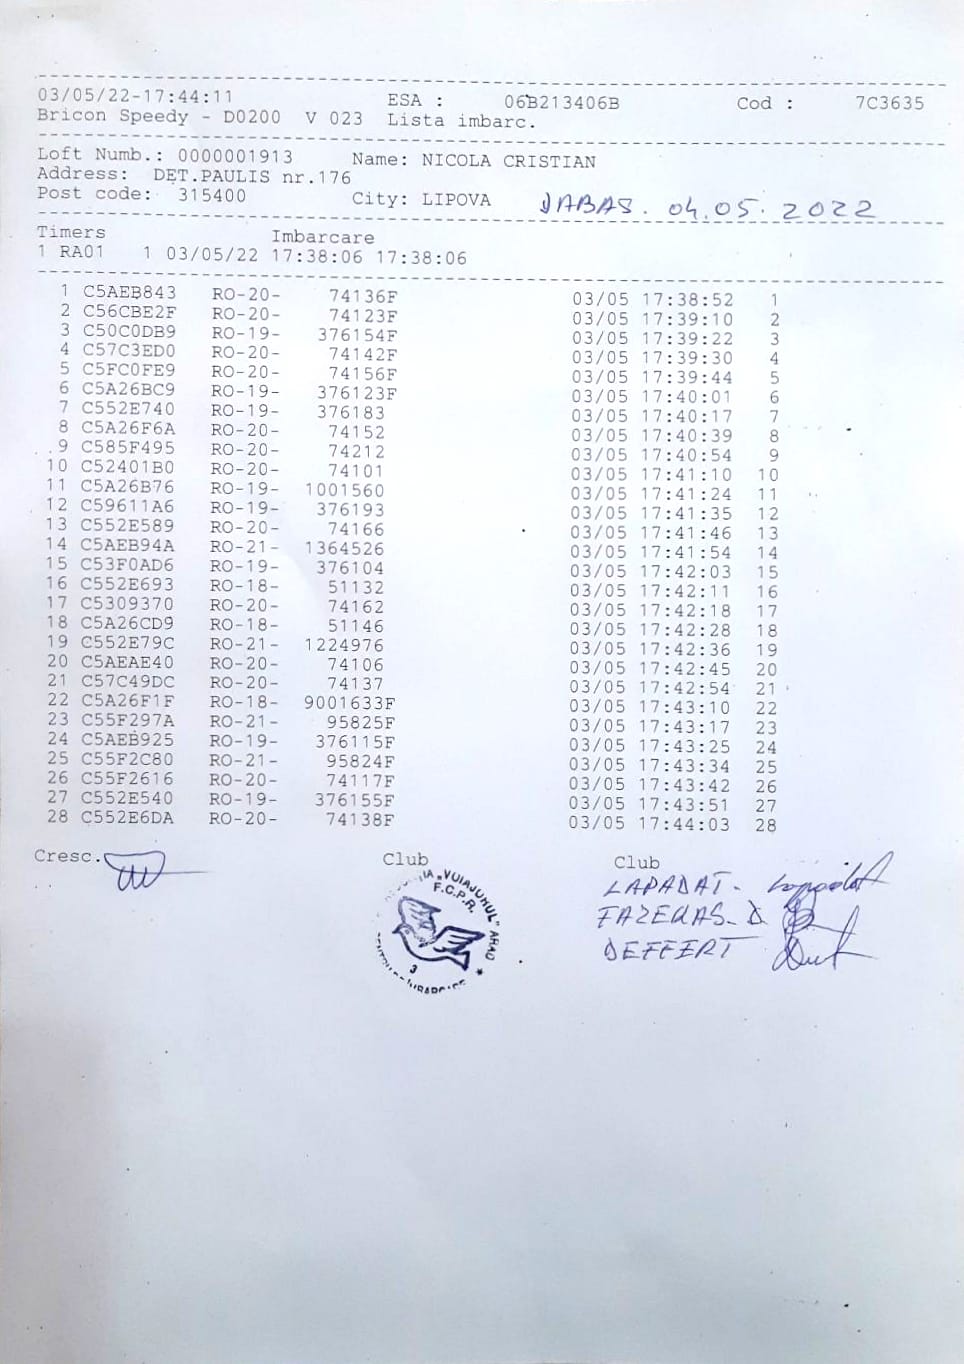 03/05/22-17:44:11 ESA : 06B213406B Cod : 7C3635
Bricon Speedy - D0200 V 023 Lista imbarc.
Loft Numb.: 0000001913 Name: NICOLA CRISTIAN
Address: DET.PAULIS nr.176
Post code: 315400 City: LIPOVA DABAS. 04.05.2022
Timers Imbarcare
1 RA01 1 03/05/22 17:38:06 17:38:06
1 C5AEB843 RO-20- 74136F 03/05 17:38:52 1
2 C56CBE2F RO-20- 74123F 03/05 17:39:10 2
3 C50C0DB9 RO-19- 376154F 03/05 17:39:22 3
4 C57C3ED0 RO-20- 74142F 03/05 17:39:30 4
5 C5FC0FE9 RO-20- 74156F 03/05 17:39:44 5
6 C5A26BC9 RO-19- 376123F 03/05 17:40:01 6
7 C552E740 RO-19- 376183 03/05 17:40:17 7
8 C5A26F6A RO-20- 74152 03/05 17:40:39 8
9 C585F495 RO-20- 74212 03/05 17:40:54 9
10 C52401B0 RO-20- 74101 03/05 17:41:10 10
11 C5A26B76 RO-19- 1001560 03/05 17:41:24 11
12 C59611A6 RO-19- 376193 03/05 17:41:35 12
13 C552E589 RO-20- 74166 03/05 17:41:46 13
14 C5AEB94A RO-21- 1364526 03/05 17:41:54 14
15 C53F0AD6 RO-19- 376104 03/05 17:42:03 15
16 C552E693 RO-18- 51132 03/05 17:42:11 16
17 C5309370 RO-20- 74162 03/05 17:42:18 17
18 C5A26CD9 RO-18- 51146 03/05 17:42:28 18
19 C552E79C RO-21- 1224976 03/05 17:42:36 19
20 C5AEAE40 RO-20- 74106 03/05 17:42:45 20
21 C57C49DC RO-20- 74137 03/05 17:42:54 21
22 C5A26F1F RO-18- 9001633F 03/05 17:43:10 22
23 C55F297A RO-21- 95825F 03/05 17:43:17 23
24 C5AEB925 RO-19- 376115F 03/05 17:43:25 24
25 C55F2C80 RO-21- 95824F 03/05 17:43:34 25
26 C55F2616 RO-20- 74117F 03/05 17:43:42 26
27 C552E540 RO-19- 376155F 03/05 17:43:51 27
28 C552E6DA RO-20- 74138F 03/05 17:44:03 28
Cresc. Club Club
LAPADAT.
FAZECAS. D
DEFFERT
"VOIAJORUL" ARAD
F.C.P.R.
3